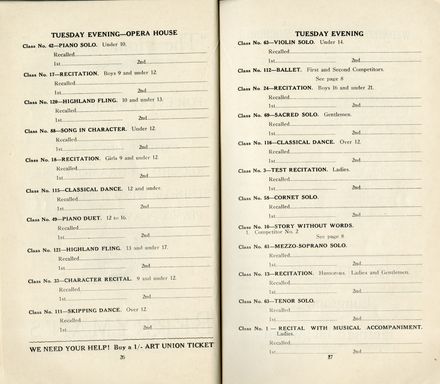 TUESDAY EVENING—OPERA HOUSE
Class No. 42—PIANO SOLO. Under 10.
Recalled
1st 2nd
Class No. 17—RECITATION. Boys 9 and under 12.
Recalled
1st 2nd
Class No. 120—HIGHLAND FLING. 10 and under 13.
Recalled
1st 2nd
Class No. 88—SONG IN CHARACTER. Under 12.
Recalled
1st 2nd
Class No. 18—RECITATION. Girls 9 and under 12
Recalled
1st 2nd
Class No. 115—CLASSICAL DANCE. 12 and under.
Recalled
1st 2nd
Class No. 49—PIANO DUET. 12 to 16.
Recalled
1st 2nd
Class No. 121—HIGHLAND FLING. 13 and under 17.
Recalled
1st 2nd
Class No. 33—CHARACTER RECITAL. 9 and under 12.
Recalled
1st 2nd
Class No. 111—SKIPPING DANCE. Over 12.
Recalled
1st 2nd
WE NEED YOUR HELP! Buy a 1/- ART UNION TICKET
26
TUESDAY EVENING
Class No. 63—VIOLIN SOLO. Under 14.
Recalled
1st 2nd
Class No. 112—BALLET. First and Second Competitors.
See page 8
Class No. 24—RECITATION. Boys 16 and under 21.
Recalled
1st 2nd
Class No. 69—SACRED SOLO. Gentlemen.
Recalled
1st 2nd
Class No. 116—CLASSICAL DANCE. Over 12.
Recalled
1st 2nd
Class No. 3—TEST RECITATION. Ladies.
Recalled
1st 2nd
Class No. 58—CORNET SOLO.
Recalled
1st 2nd
Class No. 10—STORY WITHOUT WORDS.
1. Competitor No. 2
See page 8
Class No. 81—MEZZO-SOPRANO SOLO.
Recalled
1st 2nd
Class No. 13—RECITATION. Humorous. Ladies and Gentlemen.
Recalled
1st 2nd
Class No. 83—TENOR SOLO.
Recalled
1st 2nd
Class No. 1—RECITAL WITH MUSICAL ACCOMPANIMENT.
Ladies.
Recalled
1st 2nd
27